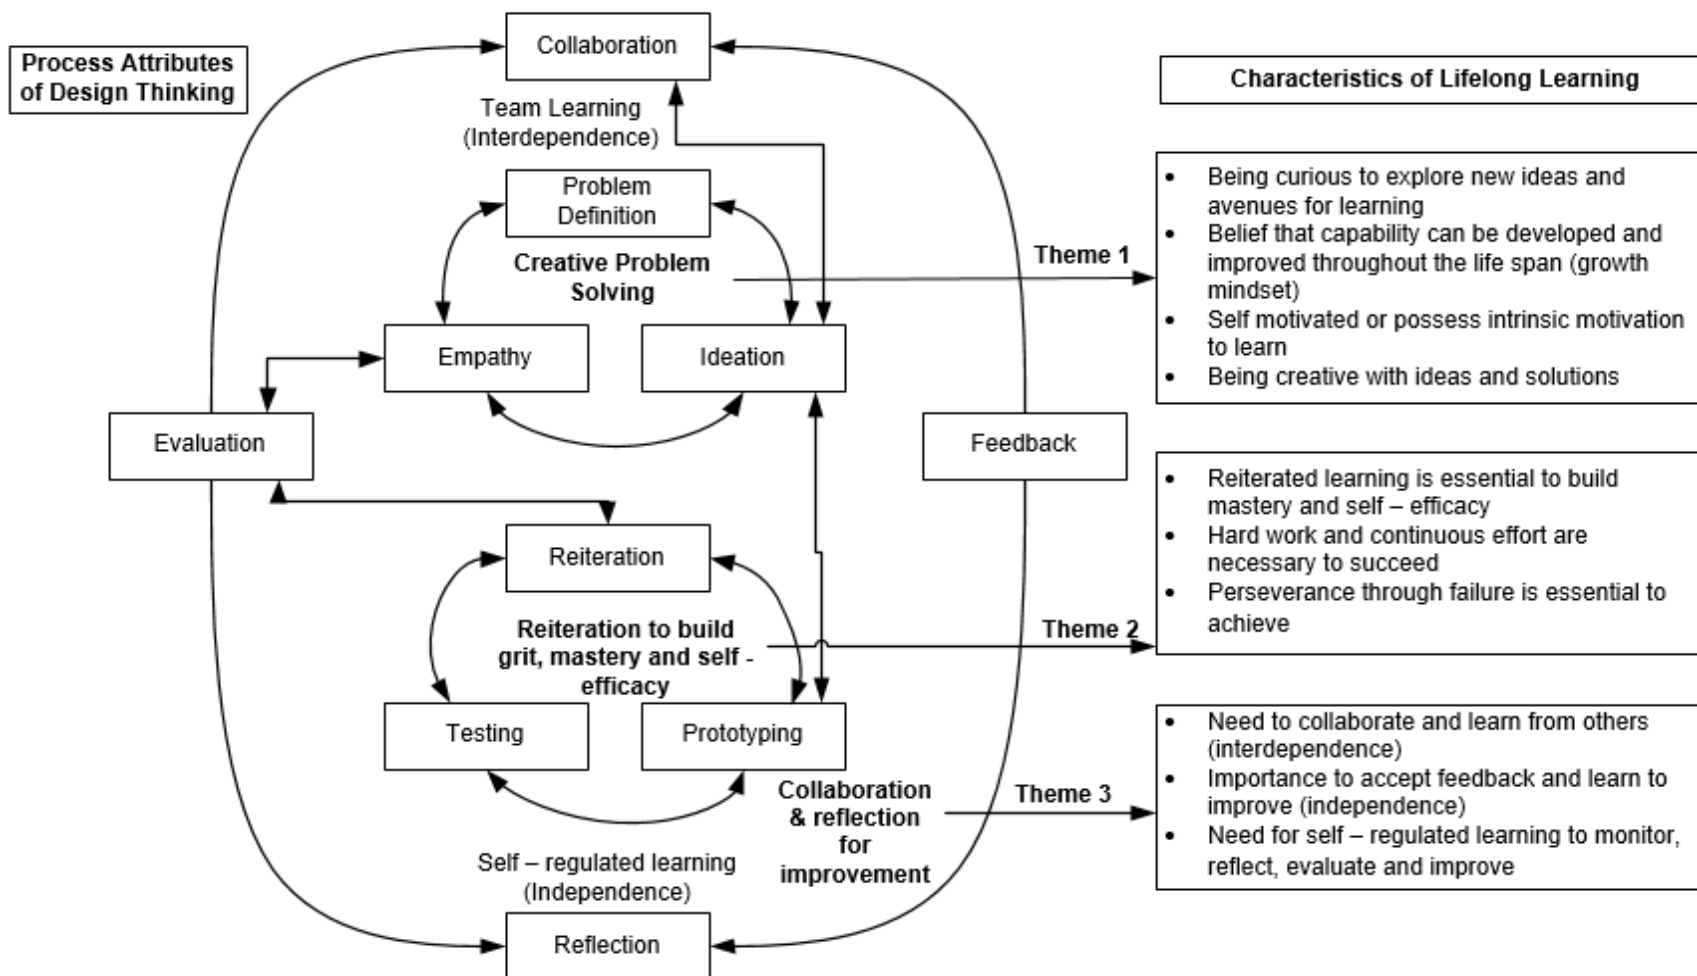 Process Attributes
of Design Thinking
Collaboration
Team Learning
(Interdependence)
Problem
Definition
Creative Problem
Solving
Empathy
Ideation
Evaluation
Feedback
Reiteration
Reiteration to build
grit, mastery and self -
efficacy
Testing
Prototyping
Collaboration
& reflection
for
improvement
Self – regulated learning
(Independence)
Reflection
Theme 1
Theme 2
Theme 3
Characteristics of Lifelong Learning
• Being curious to explore new ideas and
avenues for learning
• Belief that capability can be developed and
improved throughout the life span (growth
mindset)
• Self motivated or possess intrinsic motivation
to learn
• Being creative with ideas and solutions
• Reiterated learning is essential to build
mastery and self – efficacy
• Hard work and continuous effort are
necessary to succeed
• Perseverance through failure is essential to
achieve
• Need to collaborate and learn from others
(interdependence)
• Importance to accept feedback and learn to
improve (independence)
• Need for self – regulated learning to monitor,
reflect, evaluate and improve